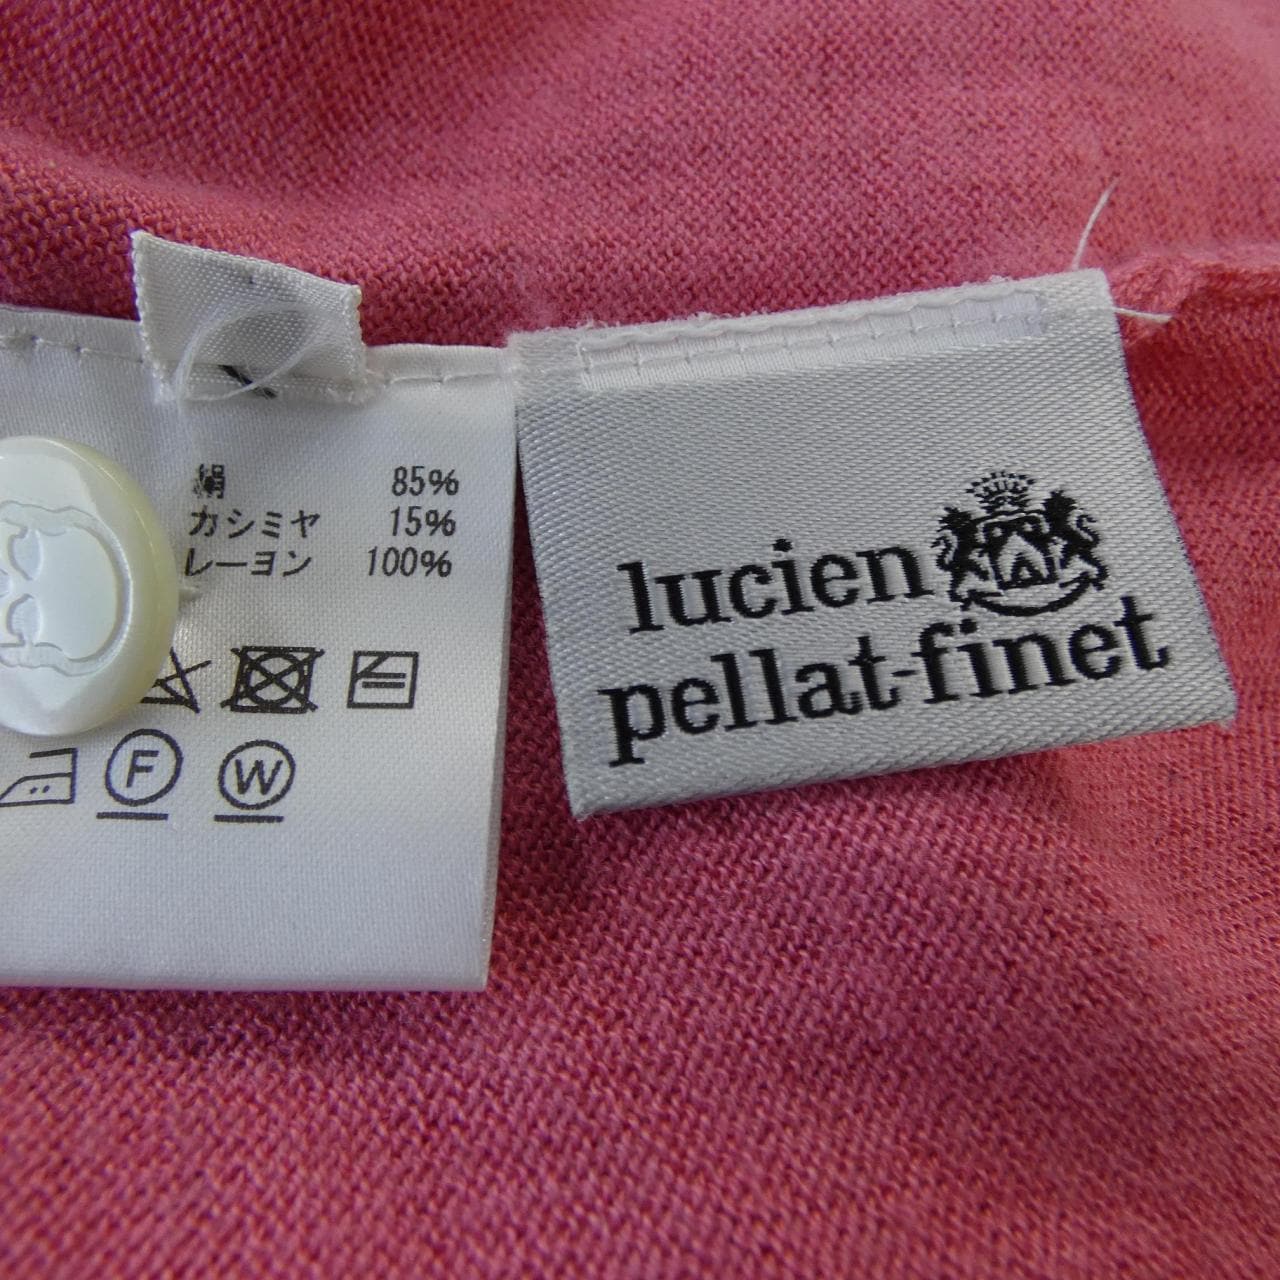 絹 85%
カシミヤ 15%
レーヨン 100%
F
W
lucien
pellat-finet